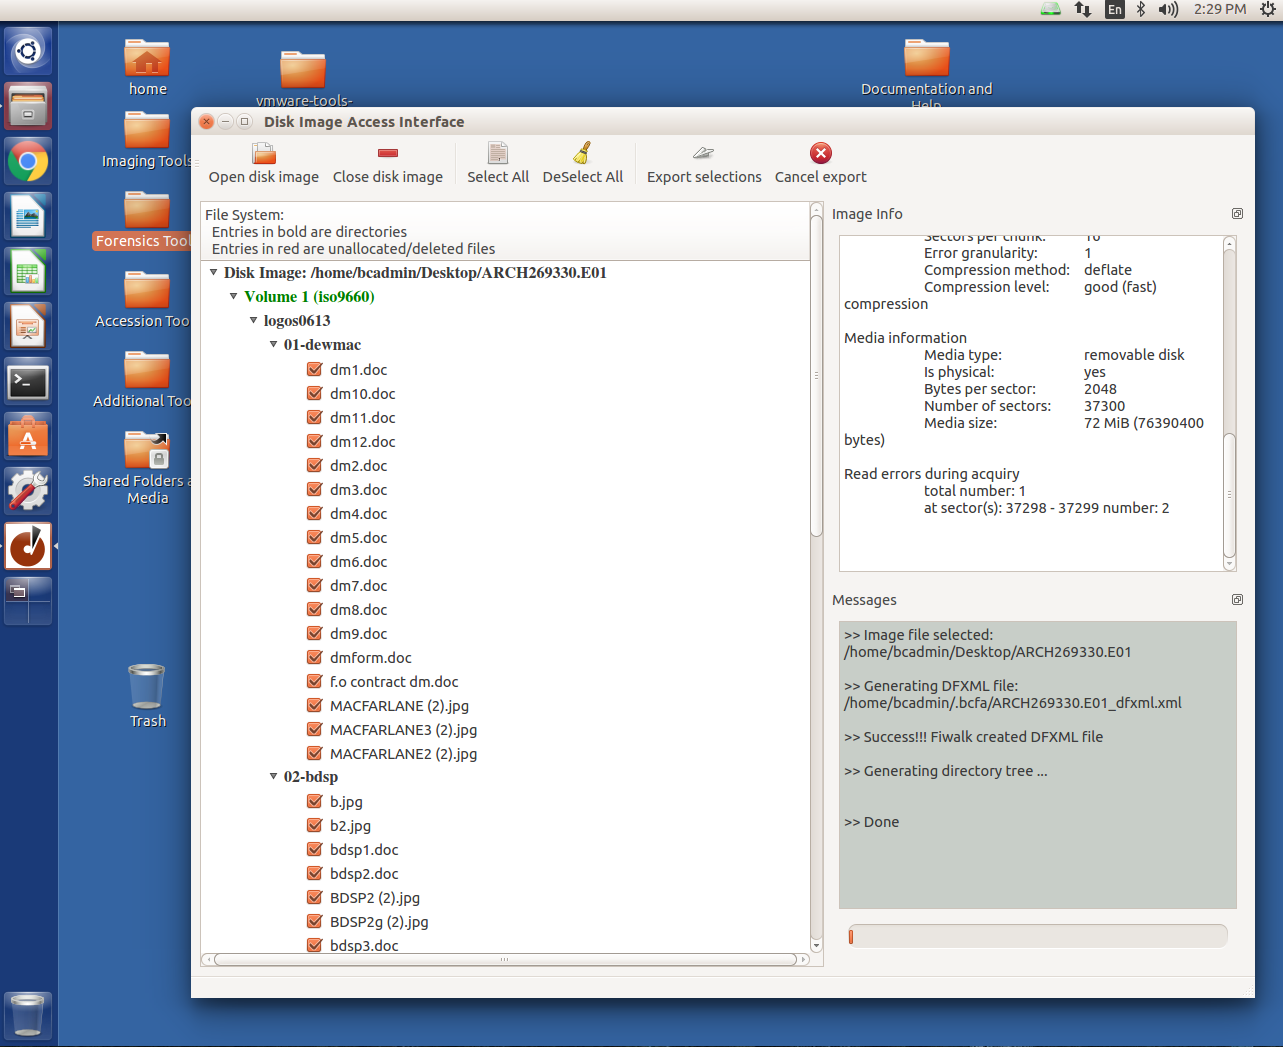 En
2:29 PM
home
vmware-tools-
Documentation and
Help
Imaging Tools
Forensics Tool
Accession Too
Additional Too
Shared Folders a
Media
Trash
Disk Image Access Interface
Open disk image
Close disk image
Select All
DeSelect All
Export selections
Cancel export
File System:
Entries in bold are directories
Entries in red are unallocated/deleted files
Disk Image: /home/bcadmin/Desktop/ARCH269330.E01
Volume 1 (iso9660)
logos0613
01-dewmac
dm1.doc
dm10.doc
dm11.doc
dm12.doc
dm2.doc
dm3.doc
dm4.doc
dm5.doc
dm6.doc
dm7.doc
dm8.doc
dm9.doc
dmform.doc
f.o contract dm.doc
MACFARLANE (2).jpg
MACFARLANE3 (2).jpg
MACFARLANE2 (2).jpg
02-bdsp
b.jpg
b2.jpg
bdsp1.doc
bdsp2.doc
BDSP2 (2).jpg
BDSP2g (2).jpg
bdsp3.doc
Image Info
Sectors per chunk: 16
Error granularity: 1
Compression method: deflate
Compression level: good (fast)
compression
Media information
Media type: removable disk
Is physical: yes
Bytes per sector: 2048
Number of sectors: 37300
Media size: 72 MiB (76390400
bytes)
Read errors during acquiry
total number: 1
at sector(s): 37298 - 37299 number: 2
Messages
>> Image file selected:
/home/bcadmin/Desktop/ARCH269330.E01
>> Generating DFXML file:
/home/bcadmin/.bcfa/ARCH269330.E01_dfxml.xml
>> Success!!! Fiwalk created DFXML file
>> Generating directory tree ...
>> Done